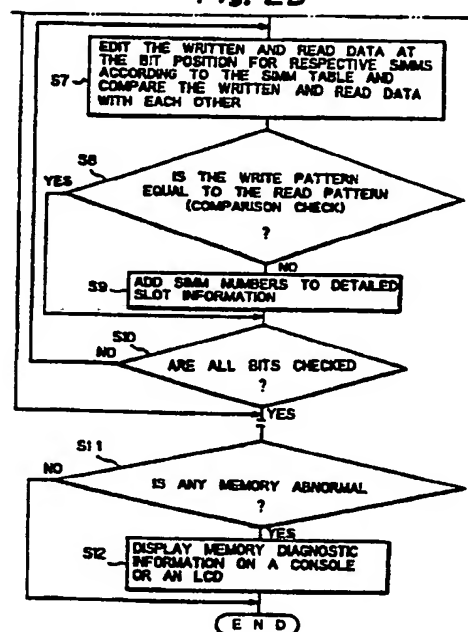 Fig. 2B
S7
EDIT THE WRITTEN AND READ DATA AT
THE BIT POSITION FOR RESPECTIVE SIMMS
ACCORDING TO THE SIMM TABLE AND
COMPARE THE WRITTEN AND READ DATA
WITH EACH OTHER
S8
YES
IS THE WRITE PATTERN
EQUAL TO THE READ PATTERN
(COMPARISON CHECK)
?
NO
S9
ADD SIMM NUMBERS TO DETAILED
SLOT INFORMATION
S10
NO
ARE ALL BITS CHECKED
?
YES
S11
NO
IS ANY MEMORY ABNORMAL
?
YES
S12
DISPLAY MEMORY DIAGNOSTIC
INFORMATION ON A CONSOLE
OR AN LCD
END